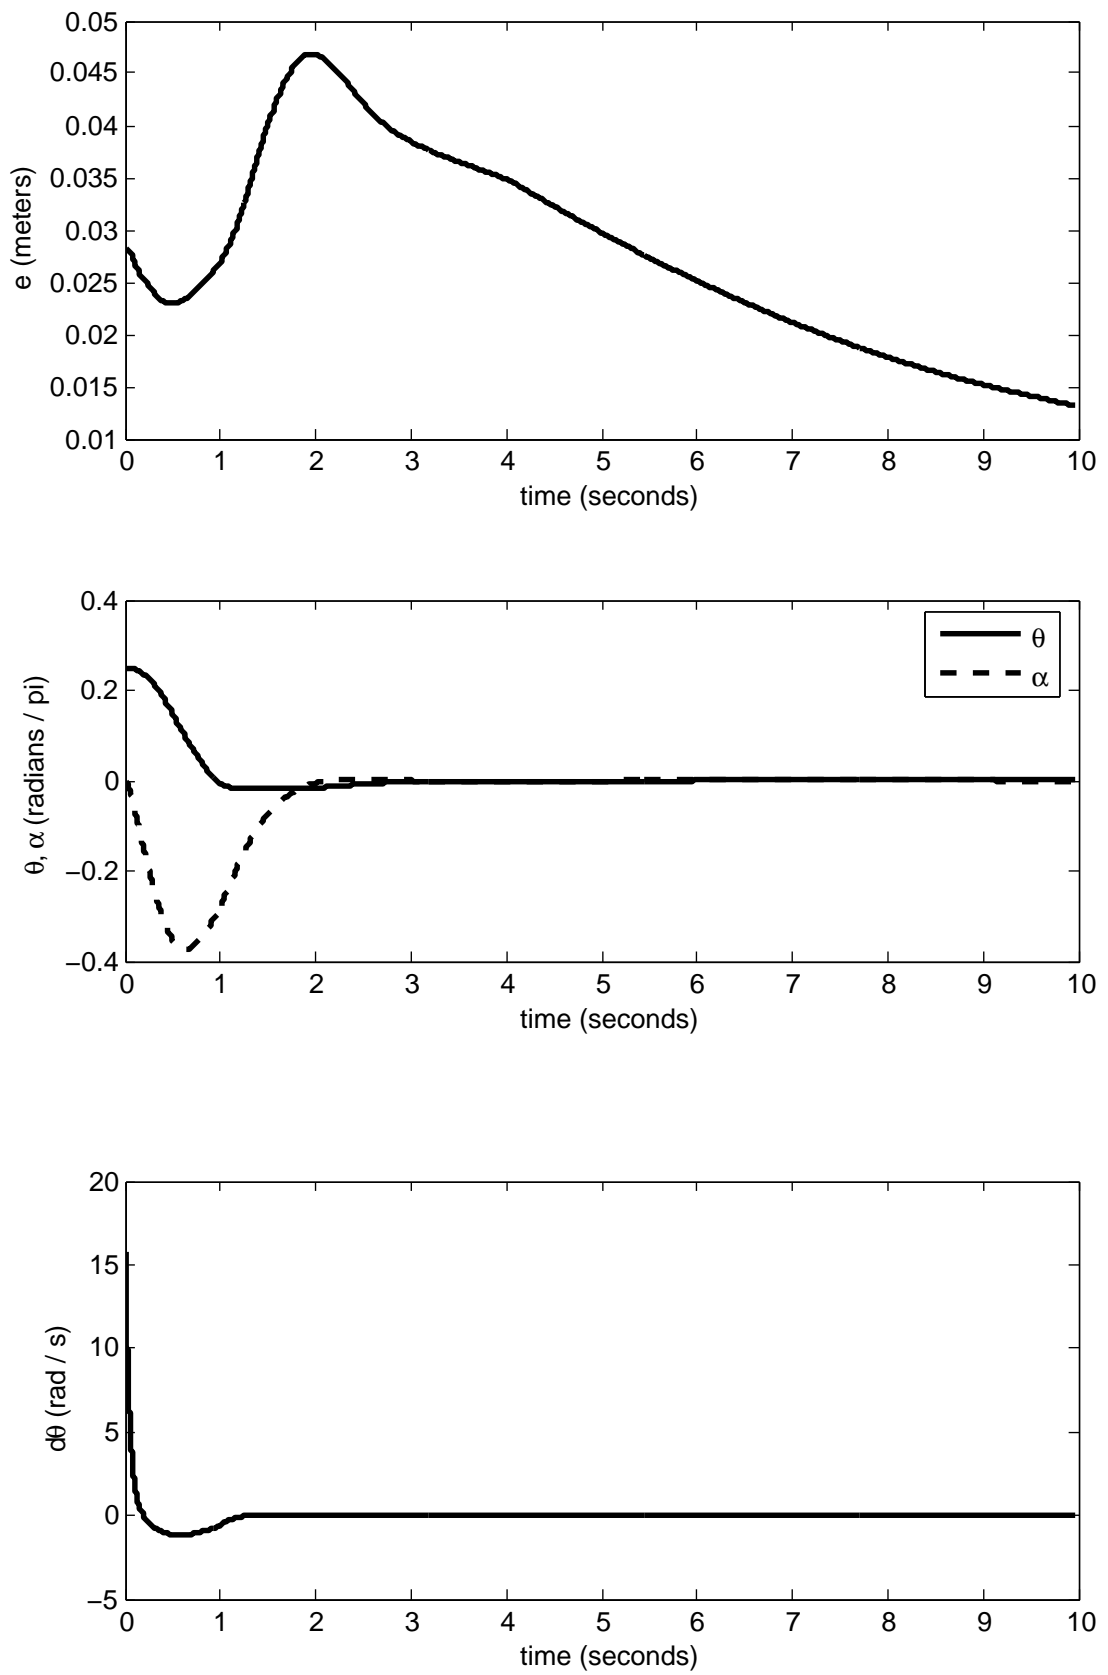 0.05
0.045
0.04
0.035
0.03
0.025
0.02
0.015
0.01
e (meters)
0 1 2 3 4 5 6 7 8 9 10
time (seconds)
0.4
0.2
0
−0.2
−0.4
θ, α (radians / pi)
θ
α
0 1 2 3 4 5 6 7 8 9 10
time (seconds)
20
15
10
5
0
−5
dθ (rad / s)
0 1 2 3 4 5 6 7 8 9 10
time (seconds)